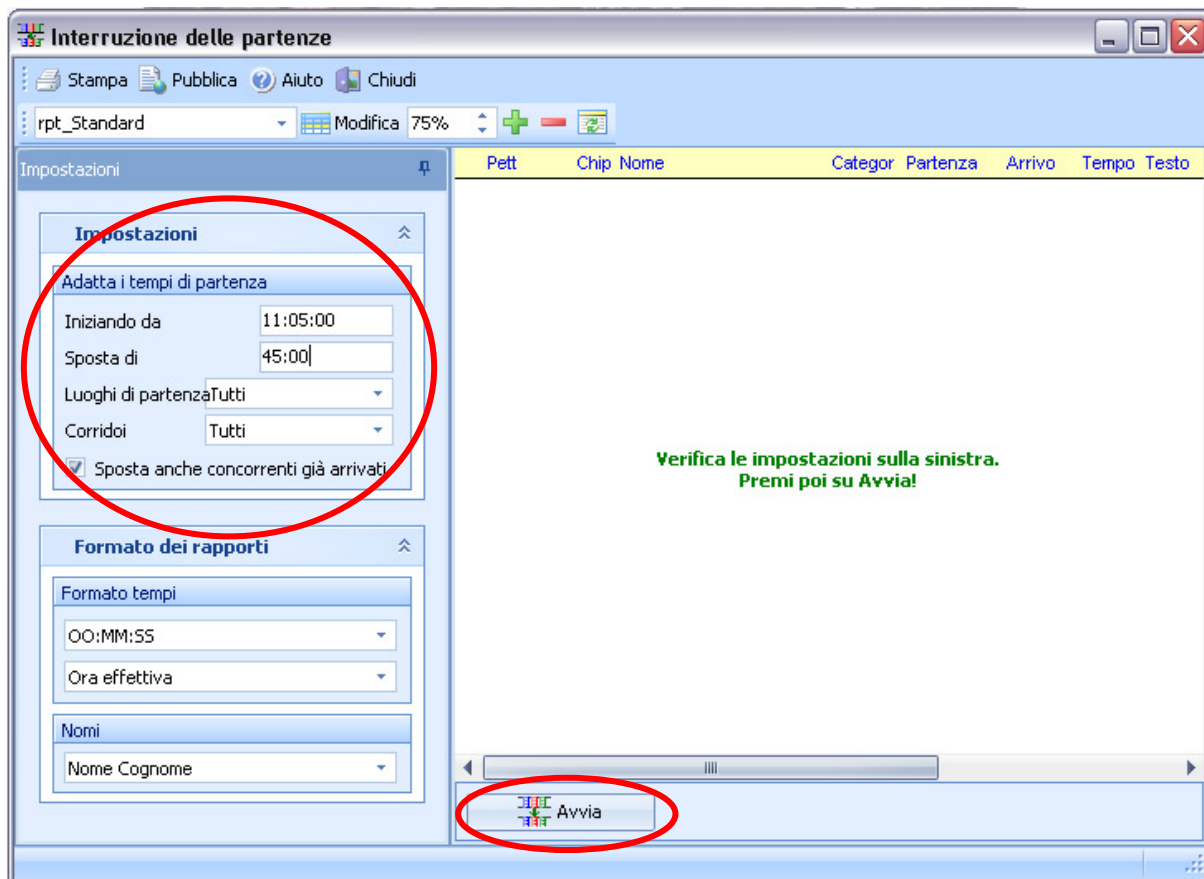 Interruzione delle partenze
Stampa Pubblica Aiuto Chiudi
rpt_Standard Modifica 75%
Impostazioni
Pett Chip Nome Categor Partenza Arrivo Tempo Testo
Impostazioni
Adatta i tempi di partenza
Iniziando da 11:05:00
Sposta di 45:00
Luoghi di partenza Tutti
Corridoi Tutti
Sposta anche concorrenti già arrivati
Verifica le impostazioni sulla sinistra.
Premi poi su Avvia!
Formato dei rapporti
Formato tempi
OO:MM:SS
Ora effettiva
Nomi
Nome Cognome
Avvia